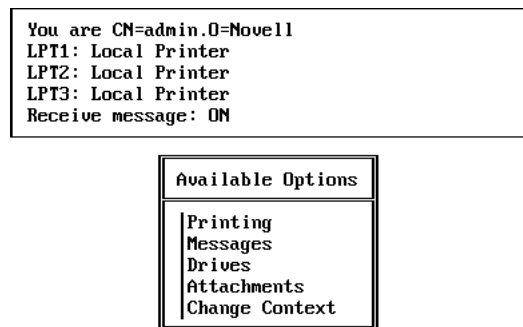 You are CN=admin.O=Novell
LPT1: Local Printer
LPT2: Local Printer
LPT3: Local Printer
Receive message: ON
Available Options
Printing
Messages
Drives
Attachments
Change Context